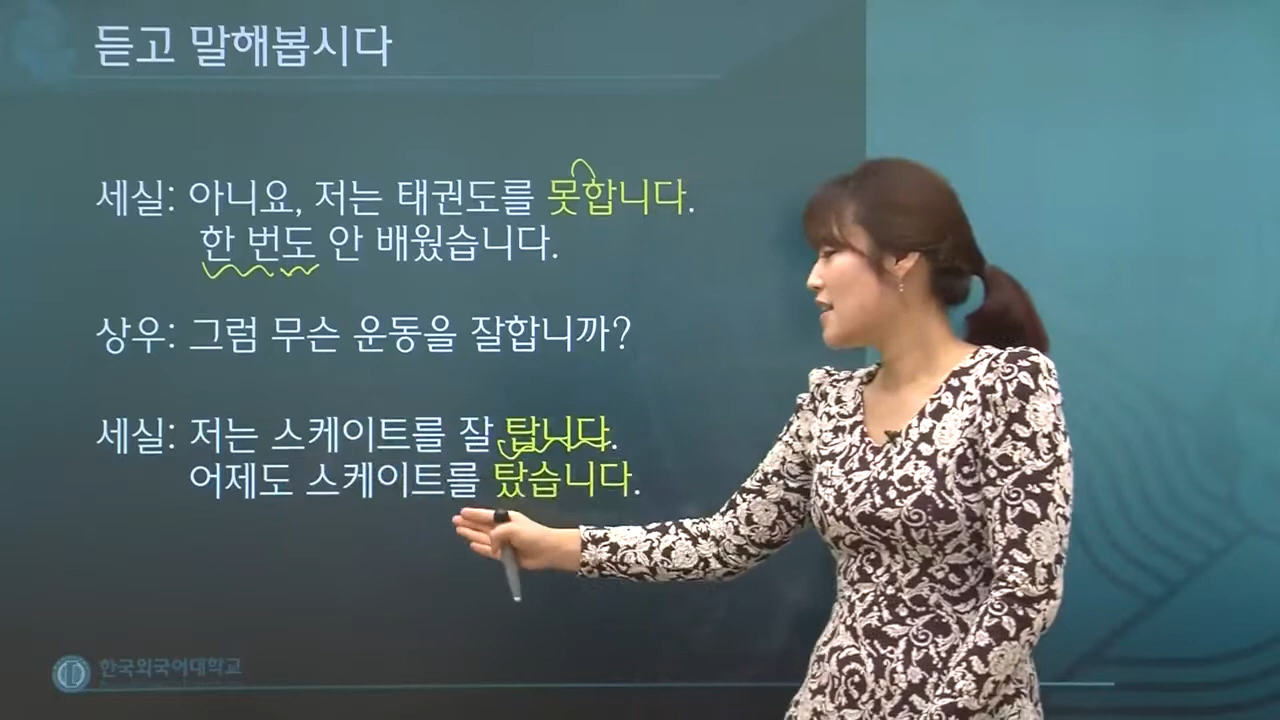 듣고 말해봅시다
세실: 아니요, 저는 태권도를 못합니다.
한 번도 안 배웠습니다.
상우: 그럼 무슨 운동을 잘합니까?
세실: 저는 스케이트를 잘 탑니다.
어제도 스케이트를 탔습니다.
한국외국어대학교